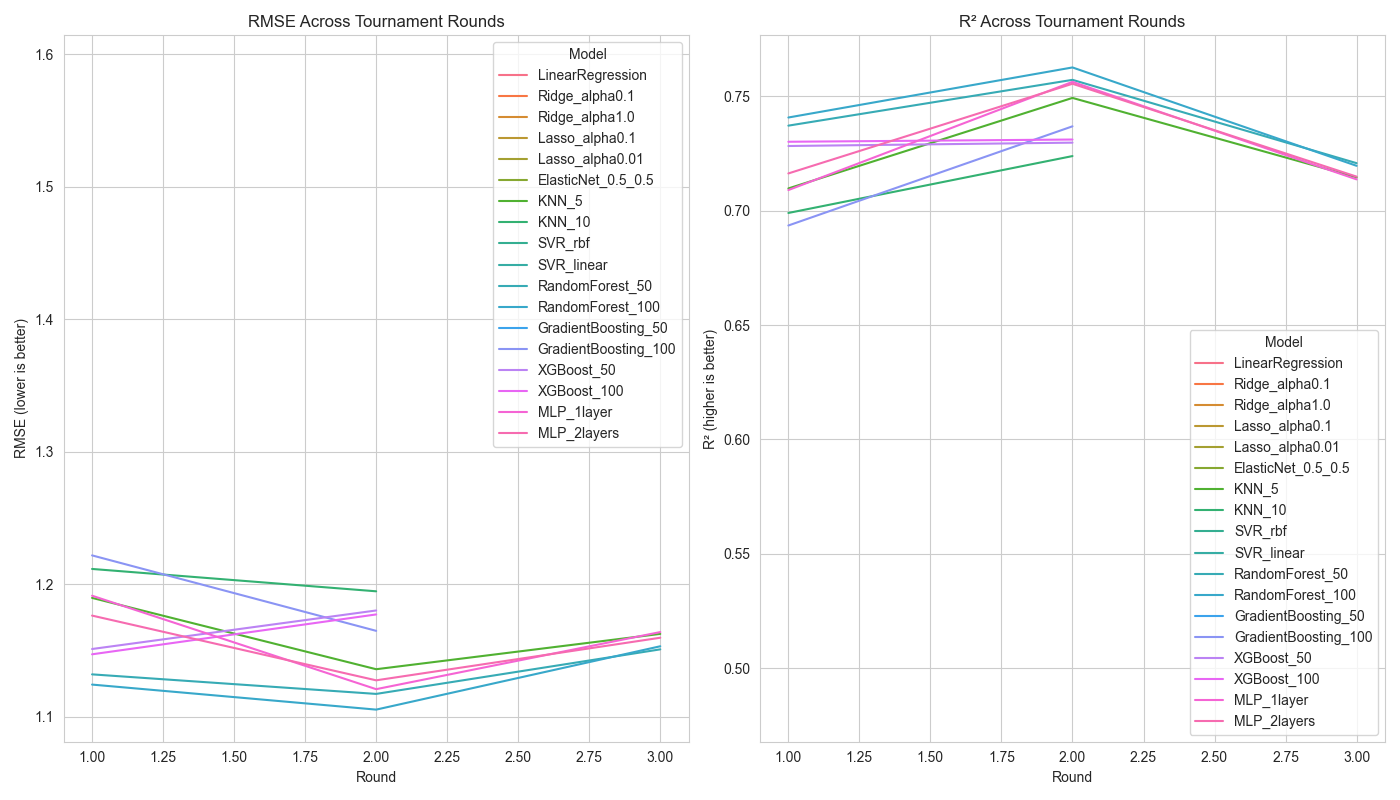 RMSE Across Tournament Rounds
RMSE (lower is better)
1.6
1.5
1.4
1.3
1.2
1.1
Model
LinearRegression
Ridge_alpha0.1
Ridge_alpha1.0
Lasso_alpha0.1
Lasso_alpha0.01
ElasticNet_0.5_0.5
KNN_5
KNN_10
SVR_rbf
SVR_linear
RandomForest_50
RandomForest_100
GradientBoosting_50
GradientBoosting_100
XGBoost_50
XGBoost_100
MLP_1layer
MLP_2layers
1.00 1.25 1.50 1.75 2.00 2.25 2.50 2.75 3.00
Round
R² Across Tournament Rounds
R² (higher is better)
0.75
0.70
0.65
0.60
0.55
0.50
Model
LinearRegression
Ridge_alpha0.1
Ridge_alpha1.0
Lasso_alpha0.1
Lasso_alpha0.01
ElasticNet_0.5_0.5
KNN_5
KNN_10
SVR_rbf
SVR_linear
RandomForest_50
RandomForest_100
GradientBoosting_50
GradientBoosting_100
XGBoost_50
XGBoost_100
MLP_1layer
MLP_2layers
1.00 1.25 1.50 1.75 2.00 2.25 2.50 2.75 3.00
Round